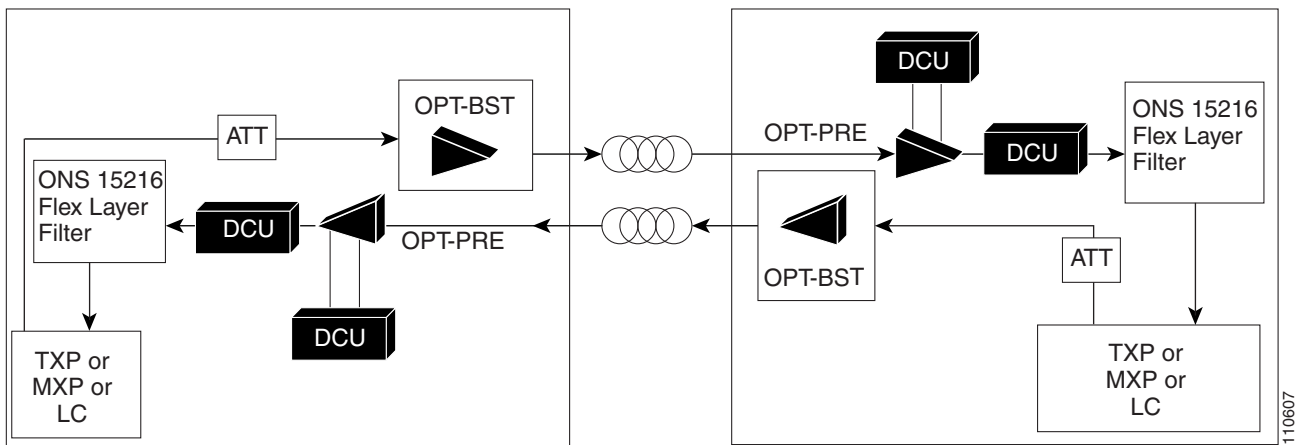 ATT
OPT-BST
ONS 15216
Flex Layer
Filter
DCU
OPT-PRE
DCU
TXP or
MXP or
LC
DCU
OPT-PRE
DCU
ONS 15216
Flex Layer
Filter
OPT-BST
ATT
TXP or
MXP or
LC
110607